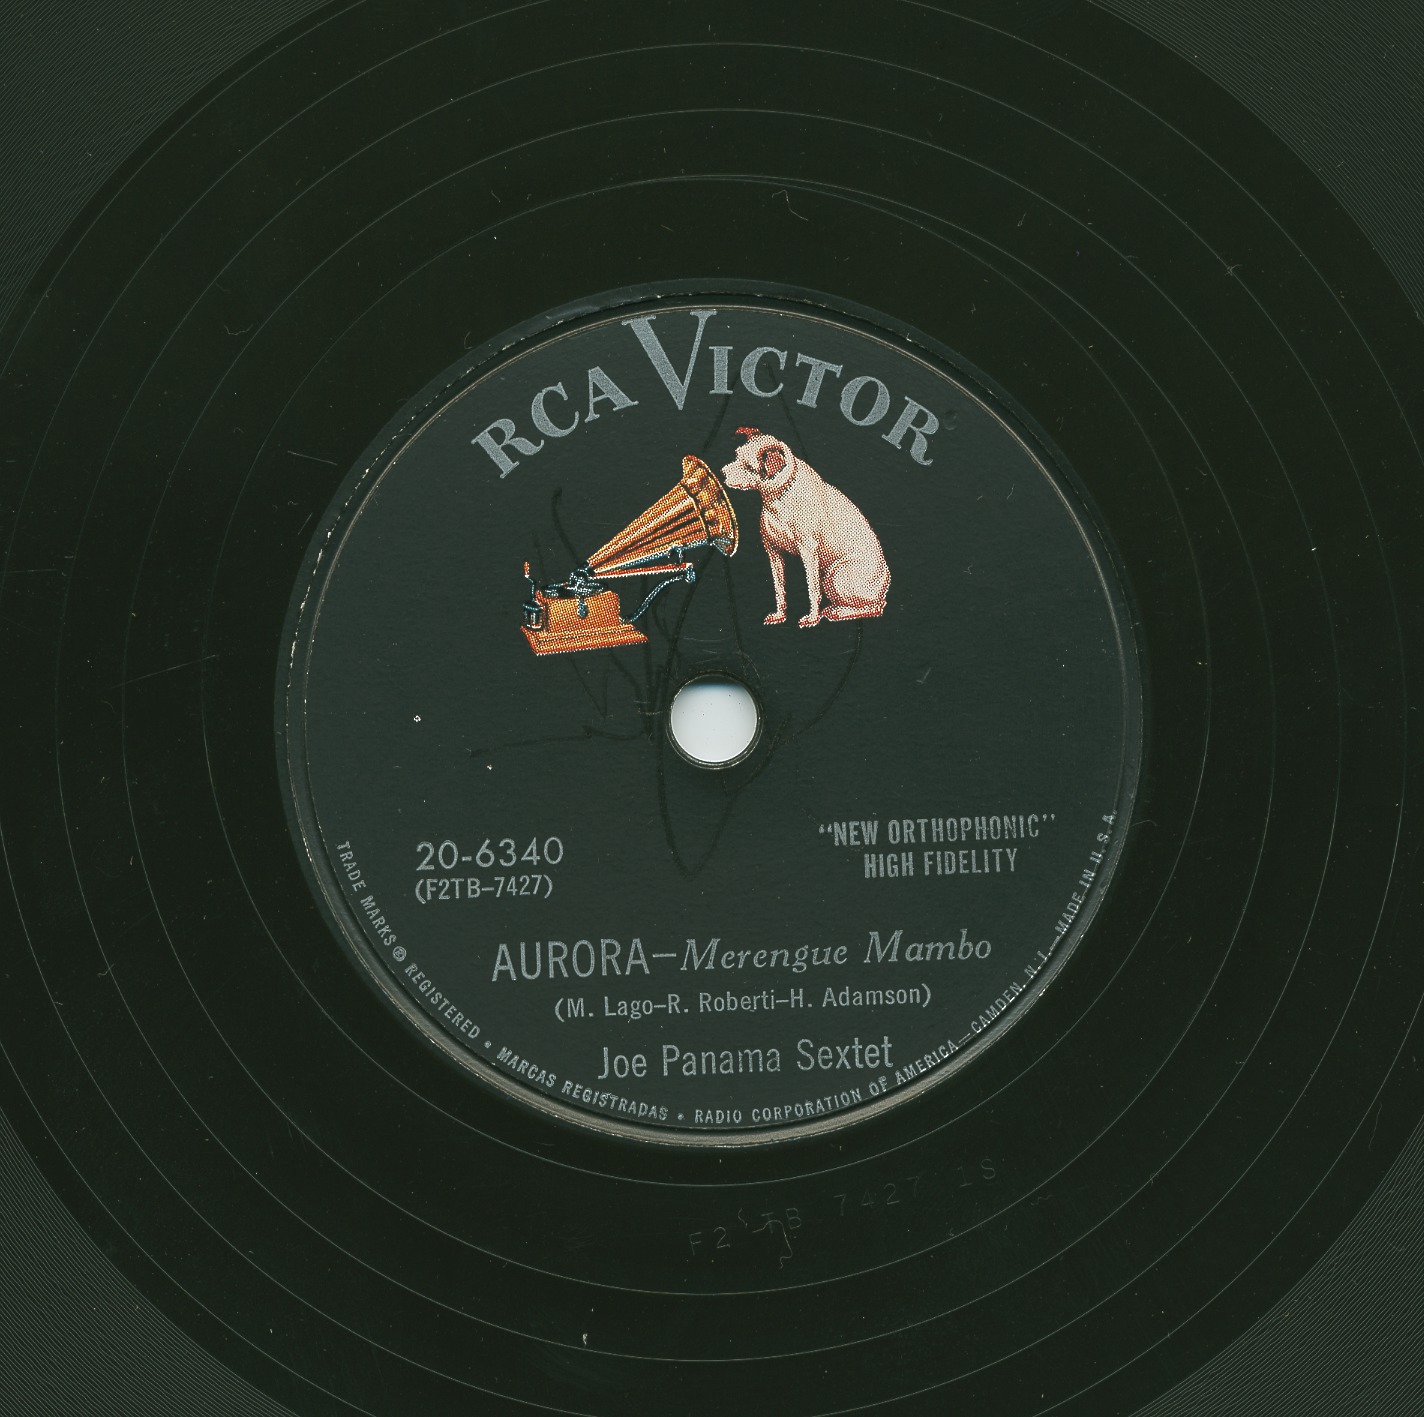 RCA VICTOR
20-6340
(F2TB-7427)
"NEW ORTHOPHONIC"
HIGH FIDELITY
AURORA—Merengue Mambo
(M. Lago-R. Roberti-H. Adamson)
Joe Panama Sextet
TRADE MARKS ® REGISTERED • MARCAS REGISTRADAS • RADIO CORPORATION OF AMERICA—CAMDEN, N. J.—MADE IN U. S. A.
F2 TB 7427 1S